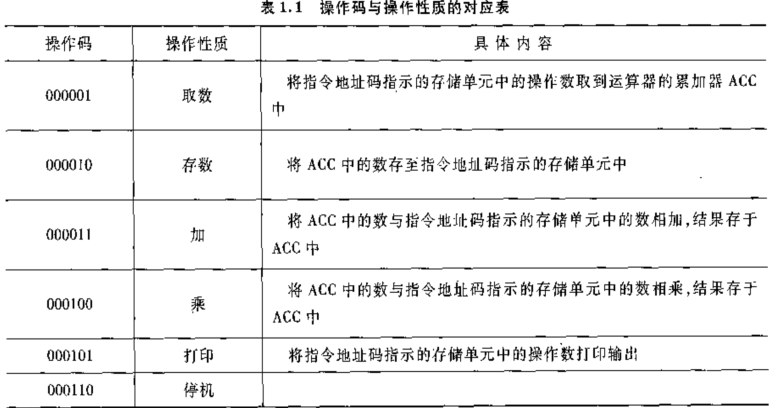 表 1.1 操作码与操作性质的对应表
操作码 操作性质 具体内容
000001 取数 将指令地址码指示的存储单元中的操作数取到运算器的累加器 ACC
中
000010 存数 将 ACC 中的数存至指令地址码指示的存储单元中
000011 加 将 ACC 中的数与指令地址码指示的存储单元中的数相加,结果存于
ACC 中
000100 乘 将 ACC 中的数与指令地址码指示的存储单元中的数相乘,结果存于
ACC 中
000101 打印 将指令地址码指示的存储单元中的操作数打印输出
000110 停机